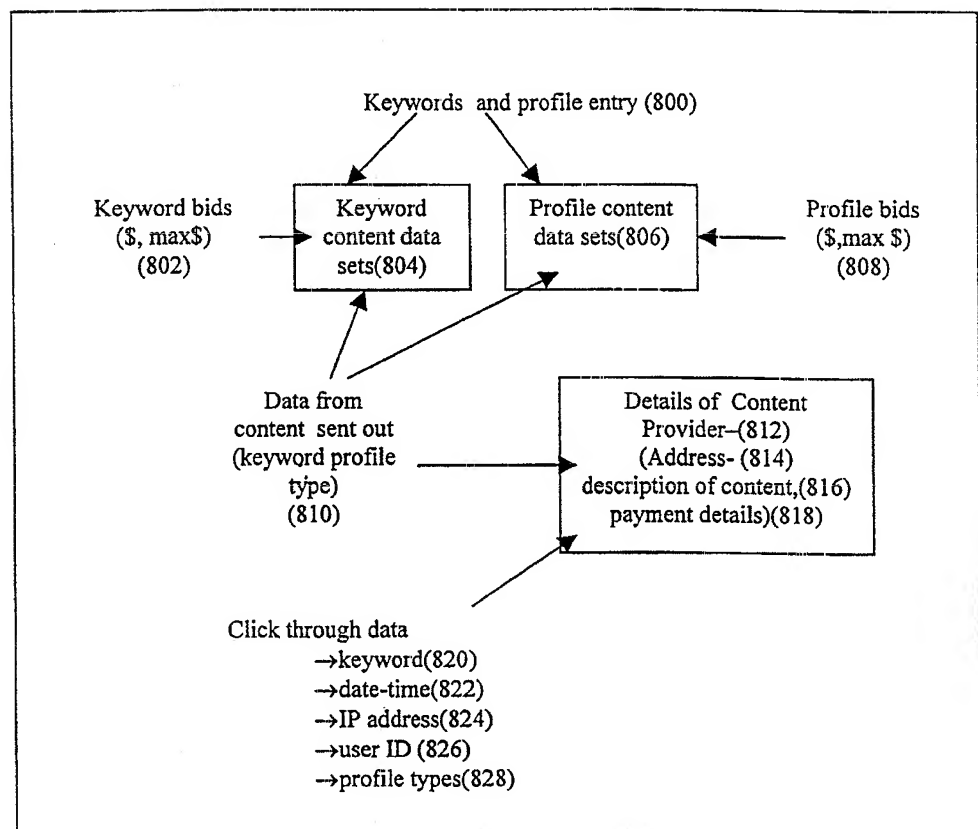 Keywords and profile entry (800)
Keyword bids
($, max$)
(802)
Keyword
content data
sets(804)
Profile content
data sets(806)
Profile bids
($,max $)
(808)
Data from
content sent out
(keyword profile
type)
(810)
Details of Content
Provider–(812)
(Address- (814)
description of content,(816)
payment details)(818)
Click through data
→keyword(820)
→date-time(822)
→IP address(824)
→user ID (826)
→profile types(828)